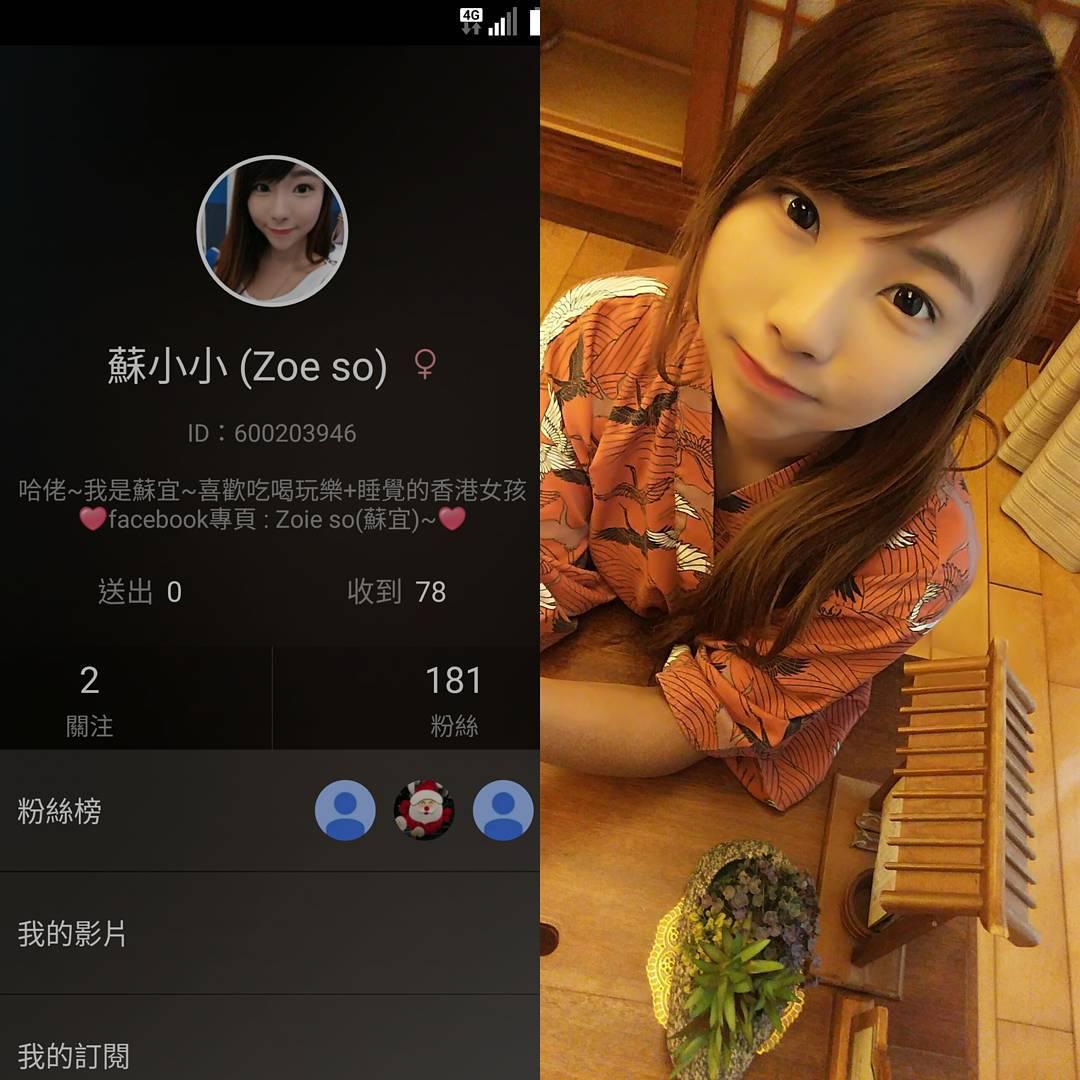 4G
蘇小小 (Zoe so) ♀
ID：600203946
哈佬~我是蘇宜~喜歡吃喝玩樂+睡覺的香港女孩
❤facebook專頁 : Zoie so(蘇宜)~❤
送出 0 收到 78
2 181
關注 粉絲
粉絲榜
我的影片
我的訂閱